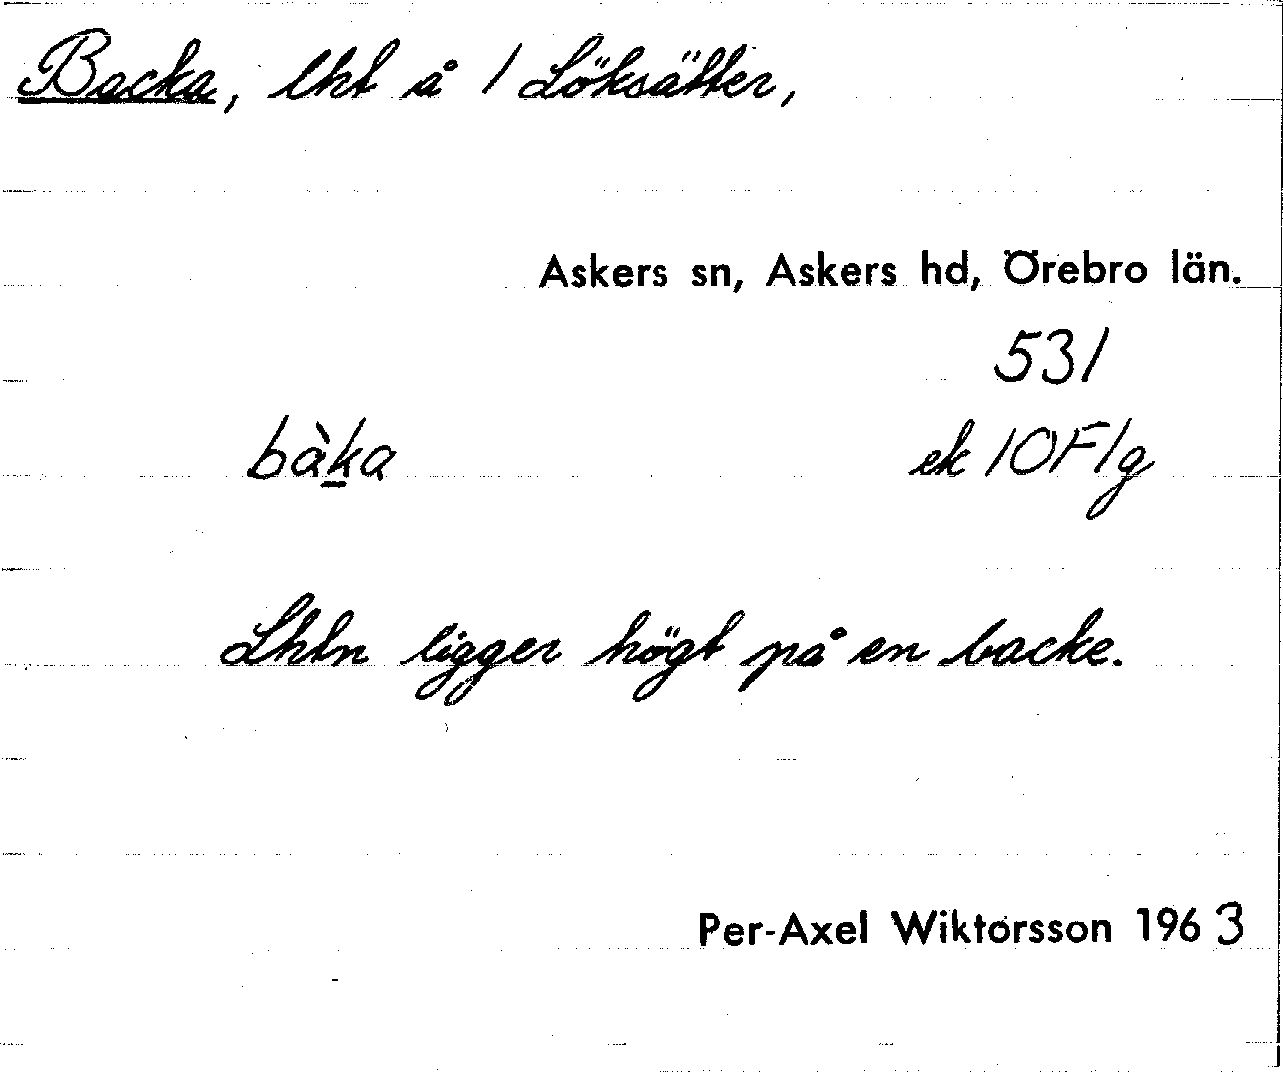 Backa, lht å 1 Löksätter,
Askers sn, Askers hd, Örebro län.
531
bàk̲a
ek 10F1g
Lhtn ligger högt på en backe.
Per-Axel Wiktorsson 1963